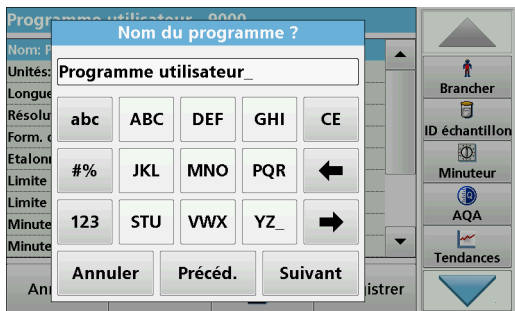 Programme utilisateur 9000
Nom du programme ?
Nom: P
Unités:
Programme utilisateur_
Longue
Résolu
Form. d
Etalonn
Limite
Limite
Minute
Minute
abc ABC DEF GHI CE
#% JKL MNO PQR
123 STU VWX YZ_
Annuler Précéd. Suivant
An istrer
Brancher
ID échantillon
Minuteur
AQA
Tendances